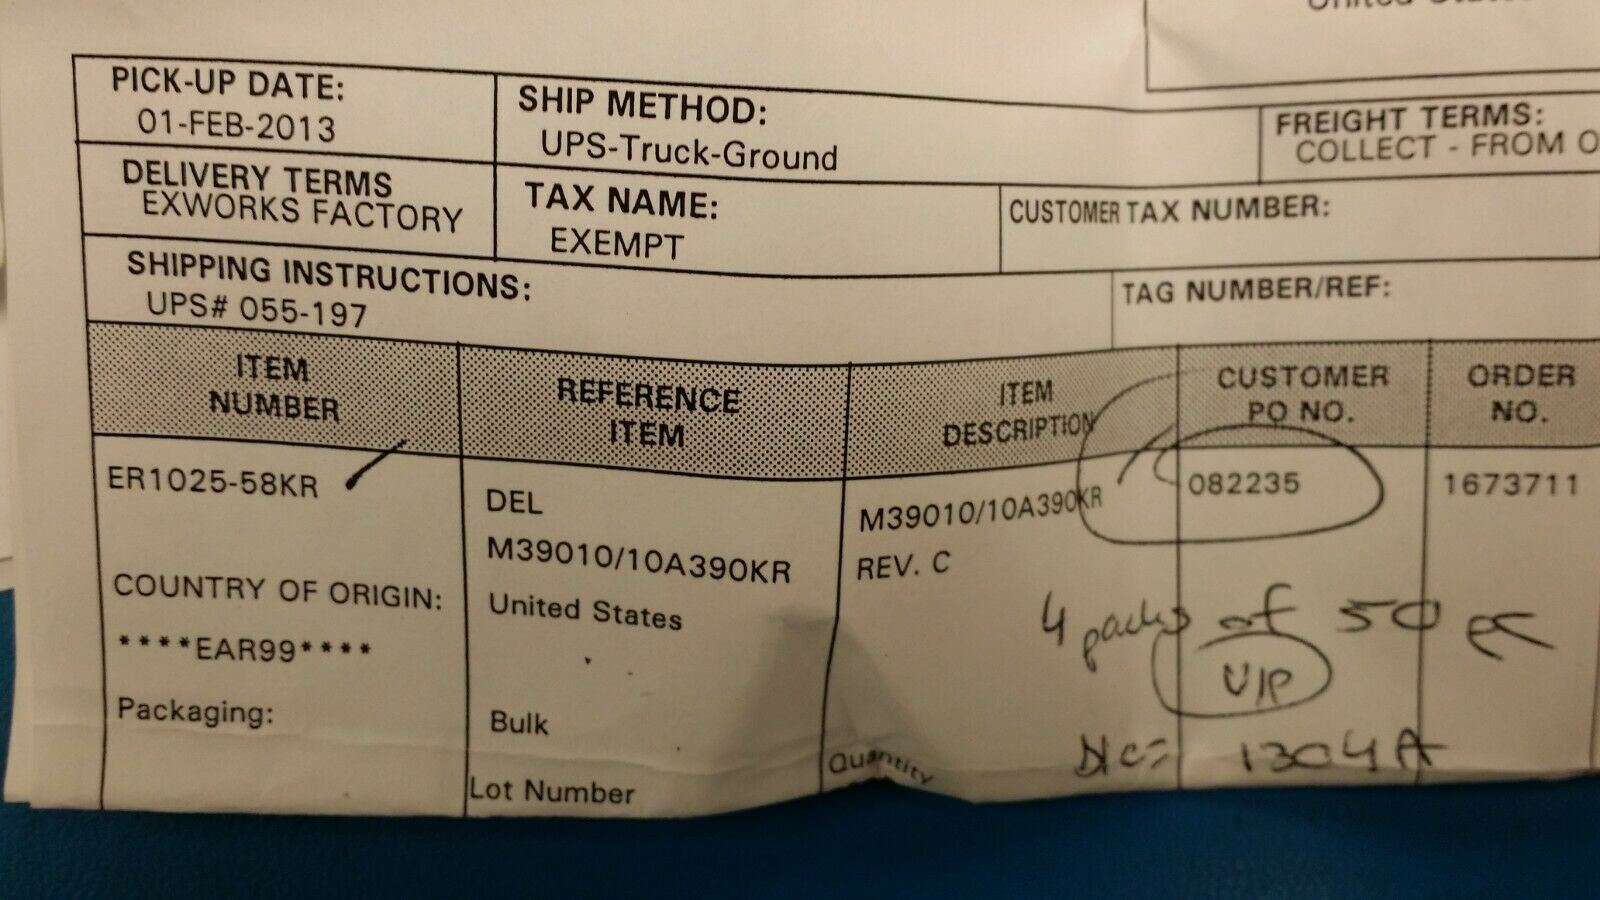 PICK-UP DATE:
01-FEB-2013
SHIP METHOD:
UPS-Truck-Ground
FREIGHT TERMS:
COLLECT - FROM O
DELIVERY TERMS
EXWORKS FACTORY
TAX NAME:
EXEMPT
CUSTOMER TAX NUMBER:
SHIPPING INSTRUCTIONS:
UPS# 055-197
TAG NUMBER/REF:
ITEM
NUMBER
REFERENCE
ITEM
ITEM
DESCRIPTION
CUSTOMER
PO NO.
ORDER
NO.
ER1025-58KR
DEL
M39010/10A390KR
M39010/10A390KR
REV. C
082235
1673711
COUNTRY OF ORIGIN:
United States
****EAR99****
4 packs of 50
U/P
1304A
Packaging:
Bulk
Lot Number
Quantity